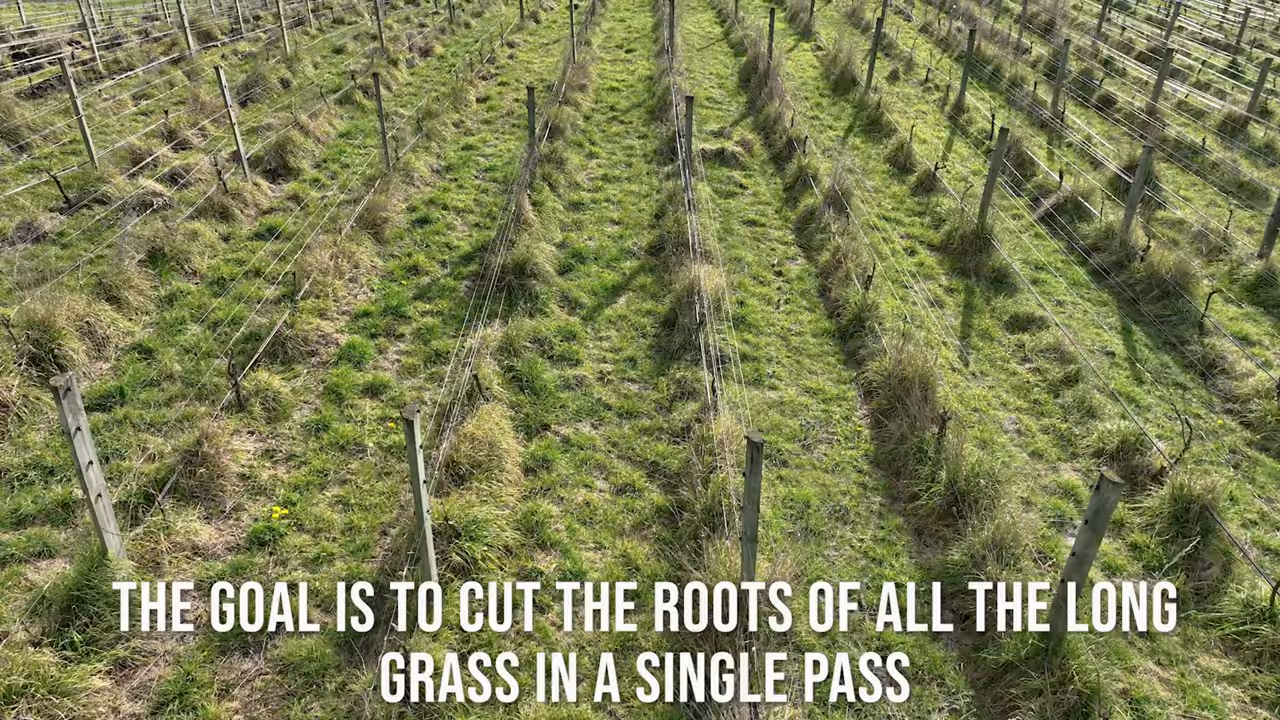 THE GOAL IS TO CUT THE ROOTS OF ALL THE LONG
GRASS IN A SINGLE PASS